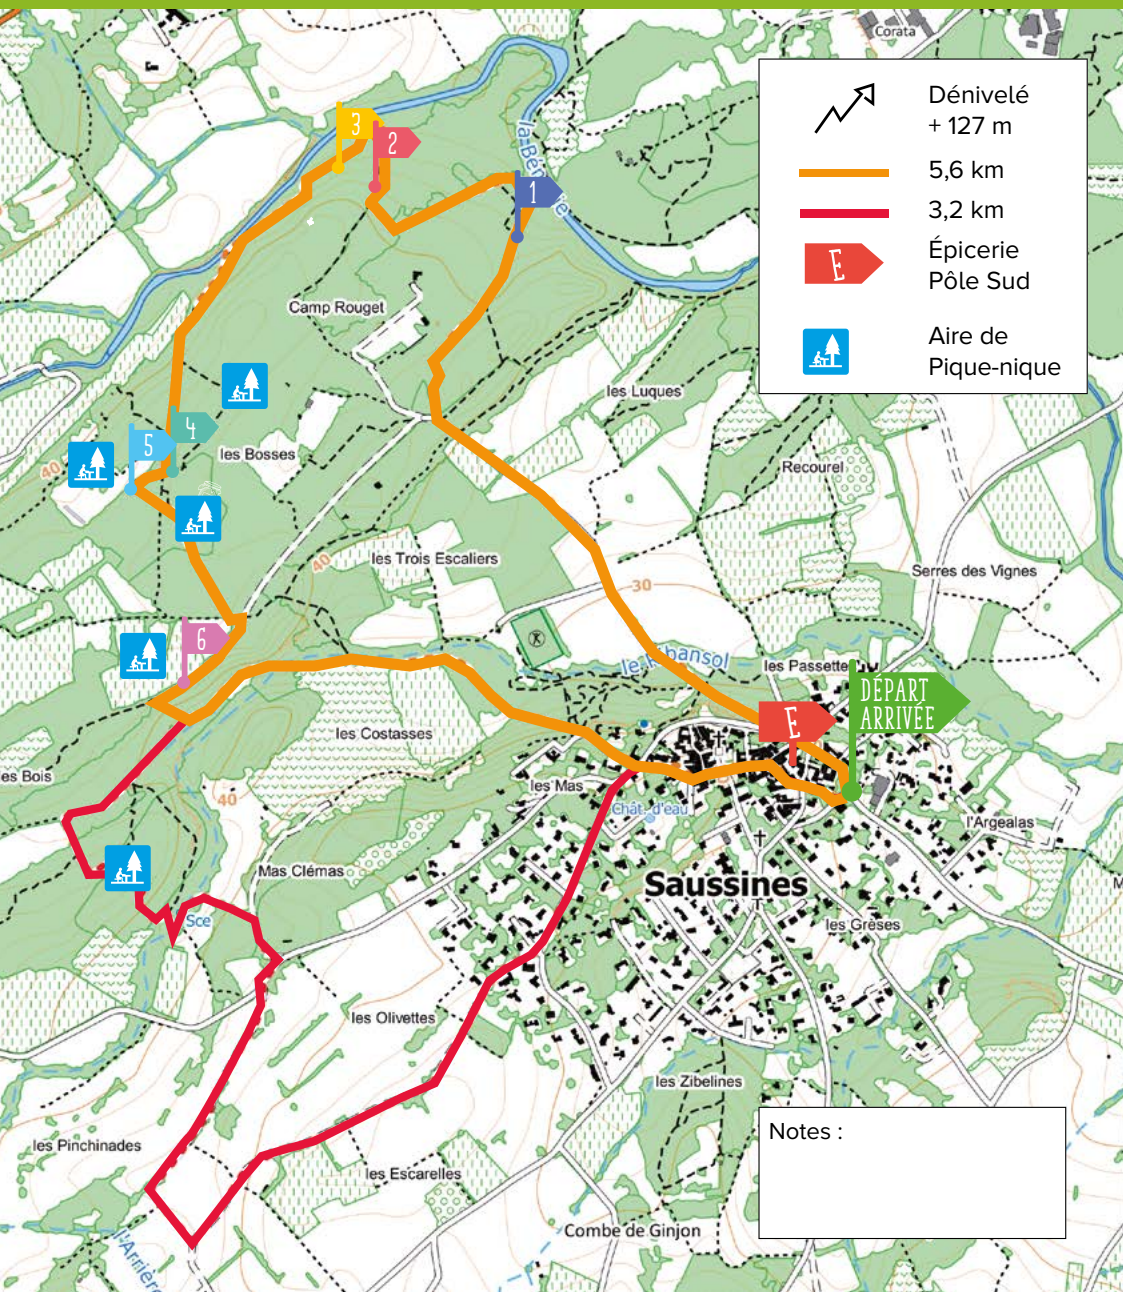 Corata
Dénivelé
+ 127 m
5,6 km
3,2 km
E
Épicerie
Pôle Sud
Aire de
Pique-nique
3
2
1
Camp Rouget
les Luques
4
5
les Bosses
40
Recourel
les Trois Escaliers
40
Serres des Vignes
30
6
les Passette
DÉPART
ARRIVÉE
E
les Costasses
es Bois
40
les Mas
Chât. d'eau
l'Argealas
Mas Clémas
Saussines
M
Sce
les Grèses
les Olivettes
les Zibelines
les Pinchinades
Notes :
les Escarelles
Combe de Ginjon
l'Arrière